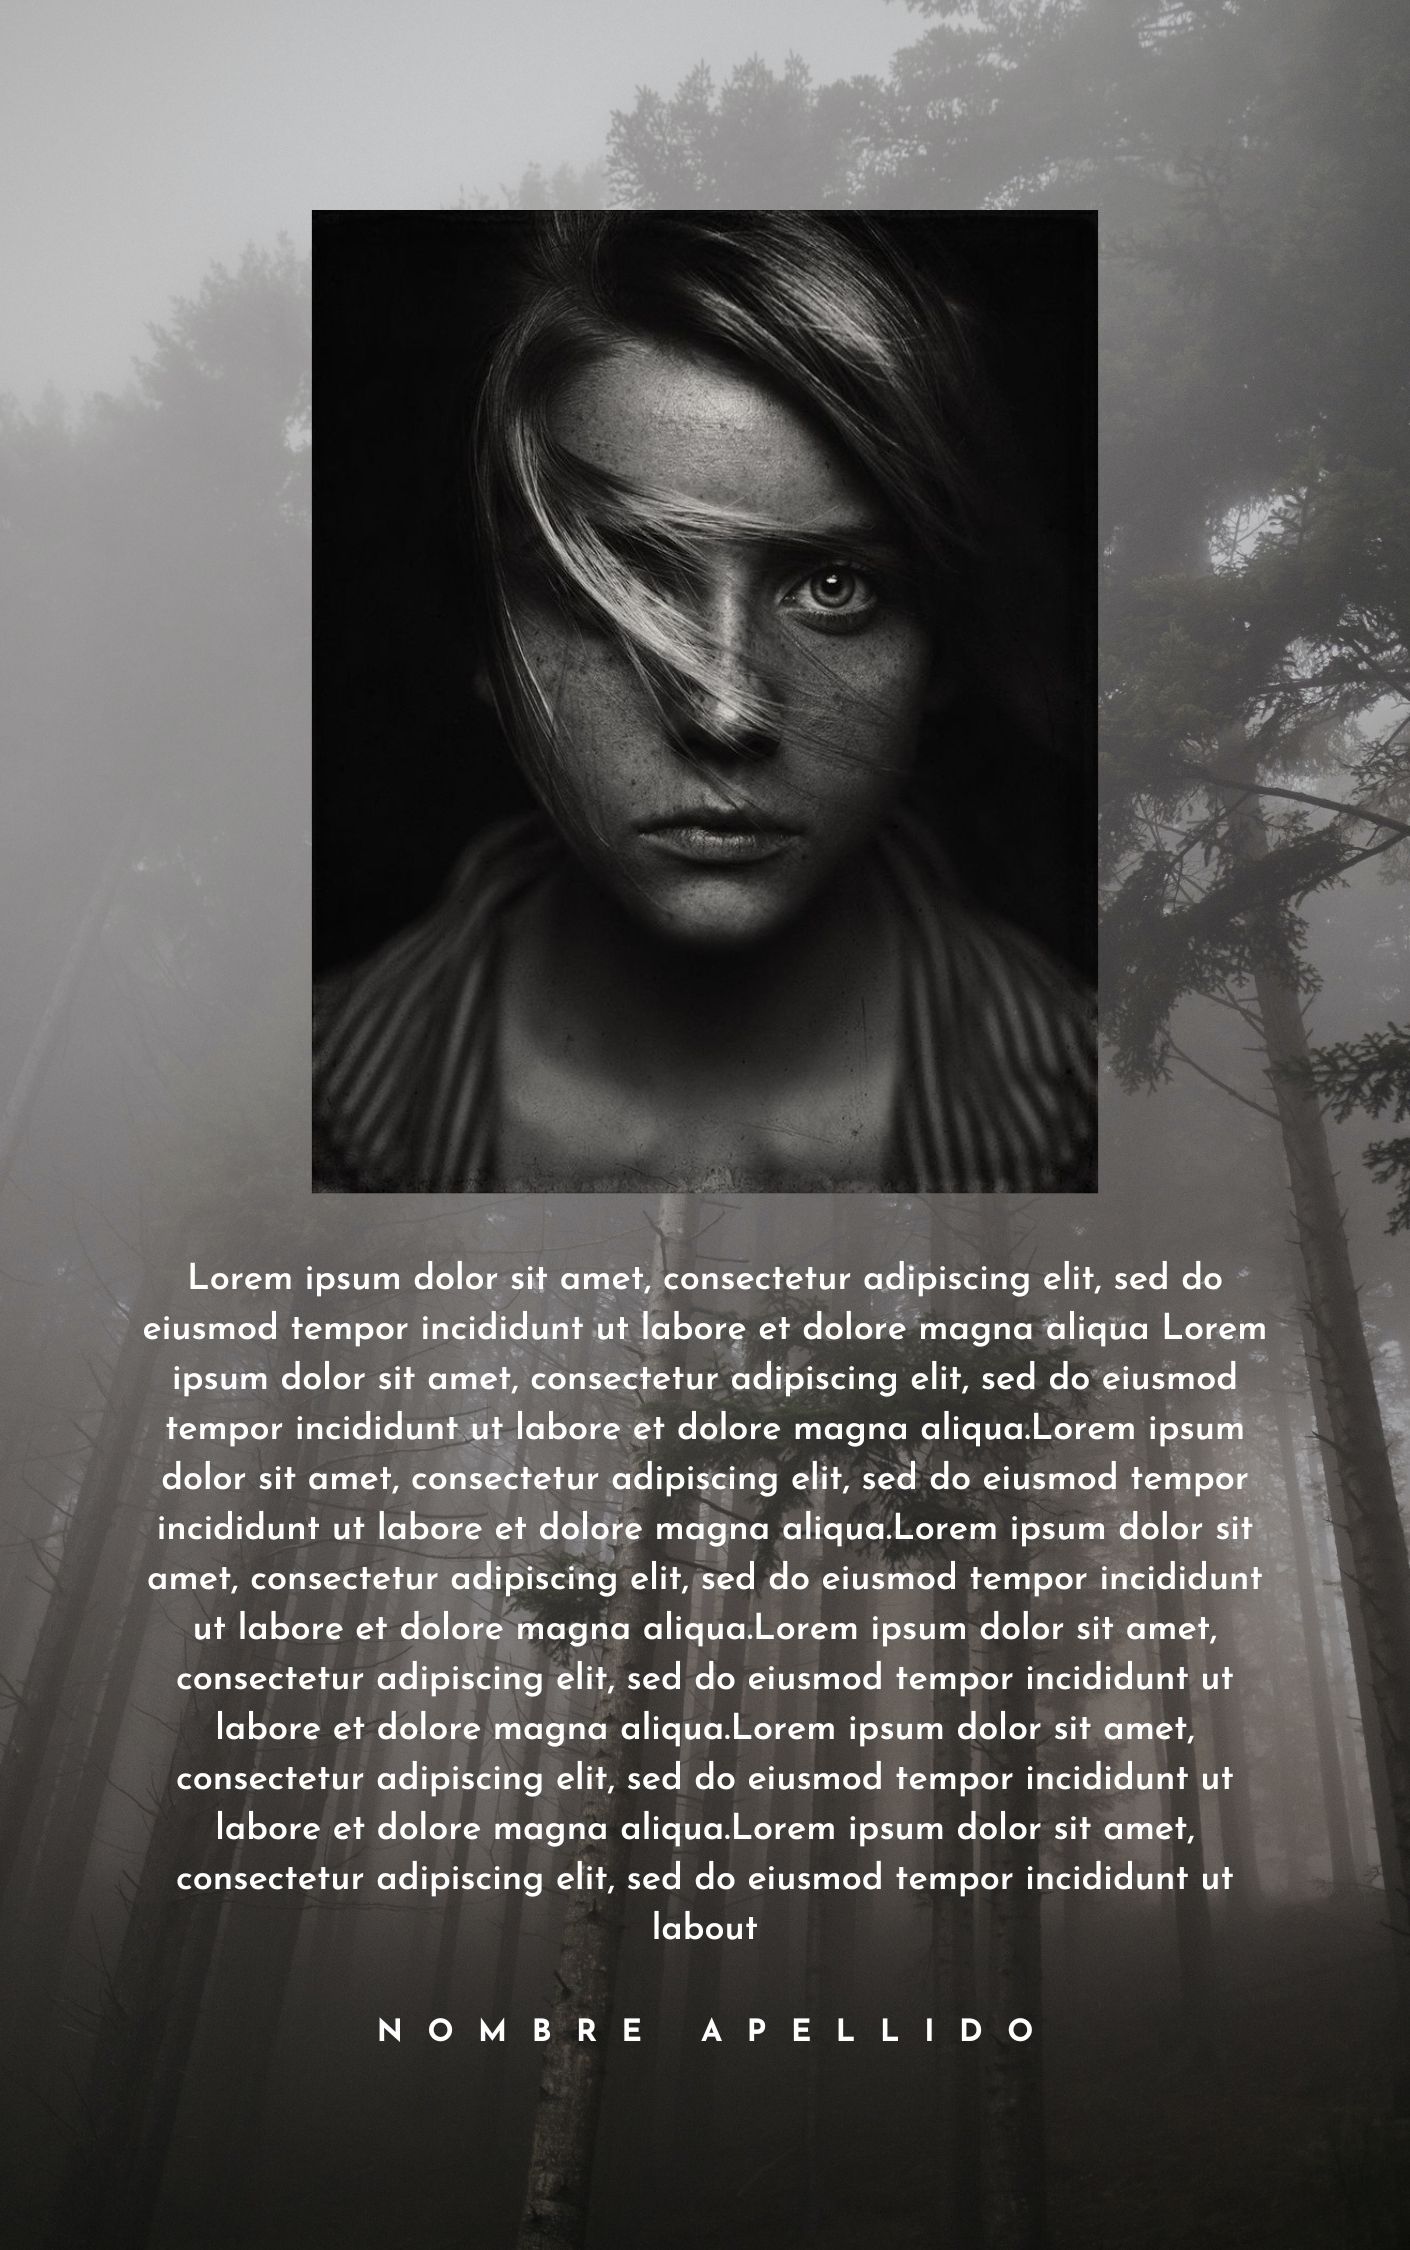 Lorem ipsum dolor sit amet, consectetur adipiscing elit, sed do
eiusmod tempor incididunt ut labore et dolore magna aliqua Lorem
ipsum dolor sit amet, consectetur adipiscing elit, sed do eiusmod
tempor incididunt ut labore et dolore magna aliqua.Lorem ipsum
dolor sit amet, consectetur adipiscing elit, sed do eiusmod tempor
incididunt ut labore et dolore magna aliqua.Lorem ipsum dolor sit
amet, consectetur adipiscing elit, sed do eiusmod tempor incididunt
ut labore et dolore magna aliqua.Lorem ipsum dolor sit amet,
consectetur adipiscing elit, sed do eiusmod tempor incididunt ut
labore et dolore magna aliqua.Lorem ipsum dolor sit amet,
consectetur adipiscing elit, sed do eiusmod tempor incididunt ut
labore et dolore magna aliqua.Lorem ipsum dolor sit amet,
consectetur adipiscing elit, sed do eiusmod tempor incididunt ut
labout
NOMBRE APELLIDO